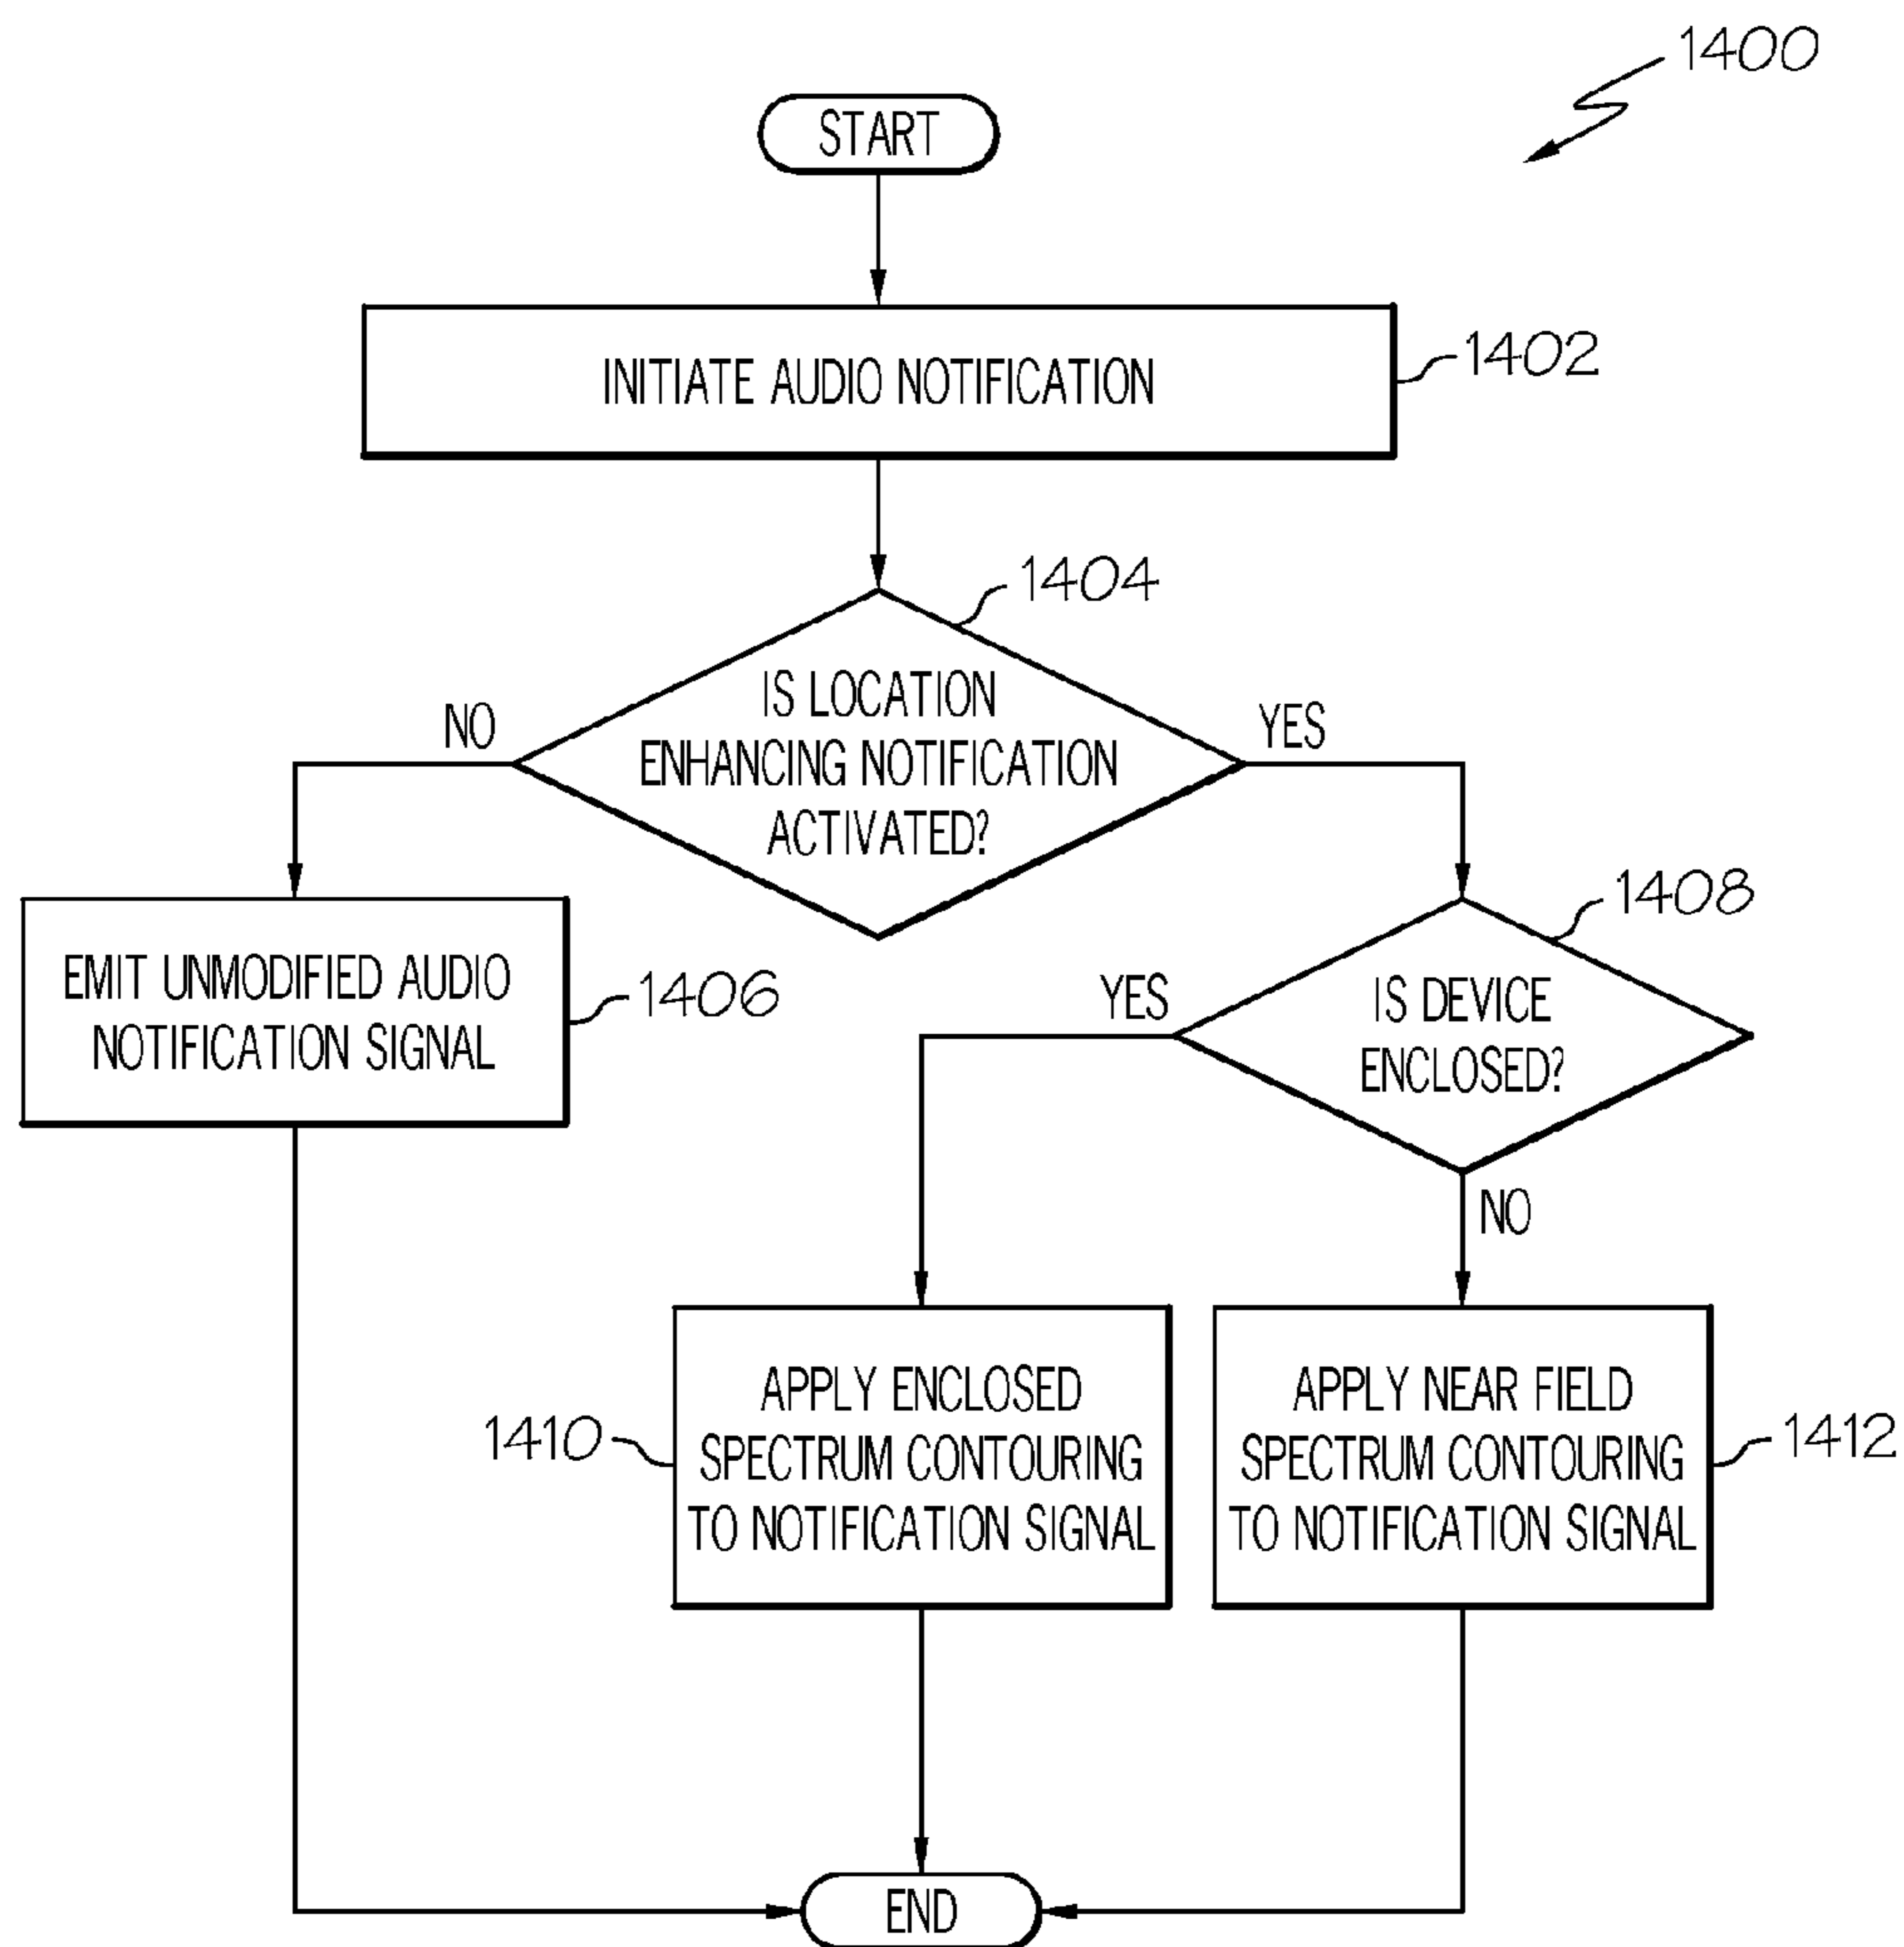 1400
START
INITIATE AUDIO NOTIFICATION
1402
1404
IS LOCATION
ENHANCING NOTIFICATION
ACTIVATED?
NO
YES
EMIT UNMODIFIED AUDIO
NOTIFICATION SIGNAL
1406
1408
IS DEVICE
ENCLOSED?
YES
NO
1410
APPLY ENCLOSED
SPECTRUM CONTOURING
TO NOTIFICATION SIGNAL
APPLY NEAR FIELD
SPECTRUM CONTOURING
TO NOTIFICATION SIGNAL
1412
END